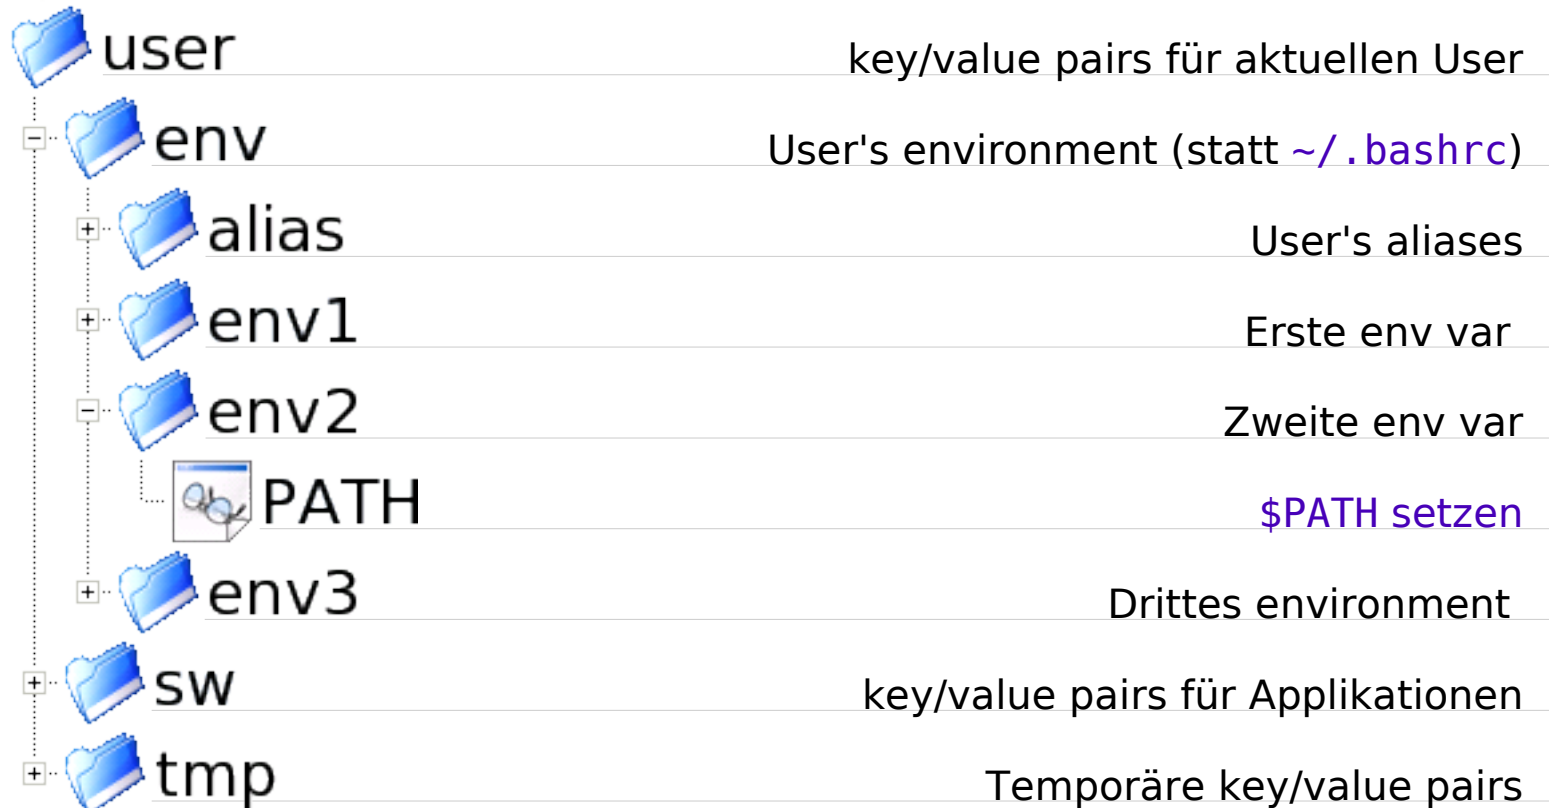 user key/value pairs für aktuellen User
env User's environment (statt ~/.bashrc)
alias User's aliases
env1 Erste env var
env2 Zweite env var
PATH $PATH setzen
env3 Drittes environment
sw key/value pairs für Applikationen
tmp Temporäre key/value pairs